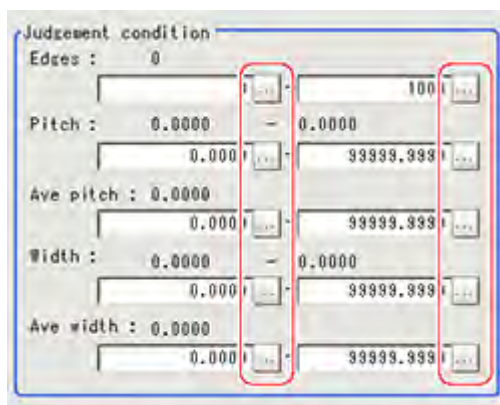 Judgement condition
Edges : 0
... - 100 ...
Pitch : 0.0000 – 0.0000
0.000 ... - 99999.999 ...
Ave pitch : 0.0000
0.000 ... - 99999.999 ...
Width : 0.0000 – 0.0000
0.000 ... - 99999.999 ...
Ave width : 0.0000
0.000 ... - 99999.999 ...